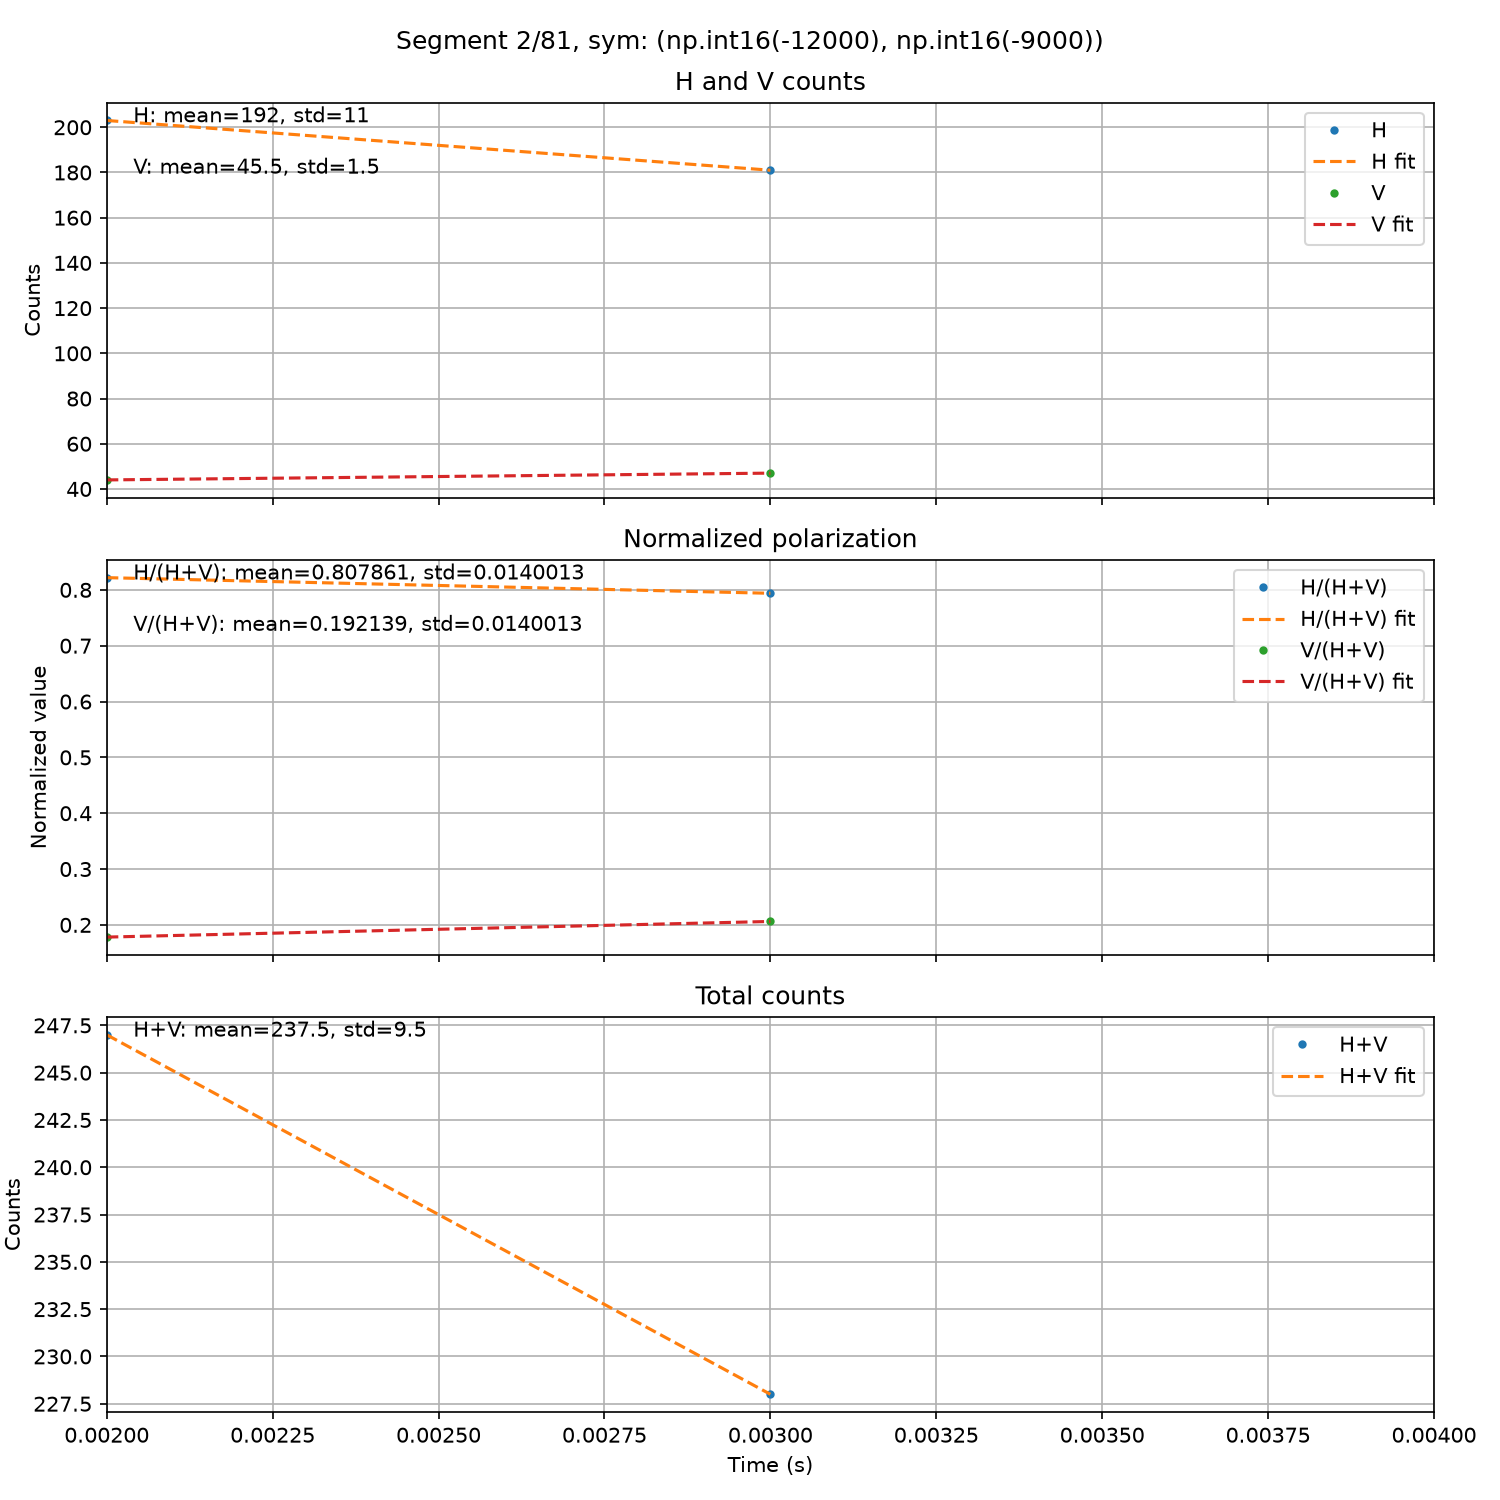 Segment 2/81, sym: (np.int16(-12000), np.int16(-9000))
H and V counts
H: mean=192, std=11
V: mean=45.5, std=1.5
H
H fit
V
V fit
200
180
160
140
120
100
80
60
40
Counts
Normalized polarization
H/(H+V): mean=0.807861, std=0.0140013
V/(H+V): mean=0.192139, std=0.0140013
H/(H+V)
H/(H+V) fit
V/(H+V)
V/(H+V) fit
0.8
0.7
0.6
0.5
0.4
0.3
0.2
Normalized value
Total counts
H+V: mean=237.5, std=9.5
H+V
H+V fit
247.5
245.0
242.5
240.0
237.5
235.0
232.5
230.0
227.5
Counts
0.00200 0.00225 0.00250 0.00275 0.00300 0.00325 0.00350 0.00375 0.00400
Time (s)